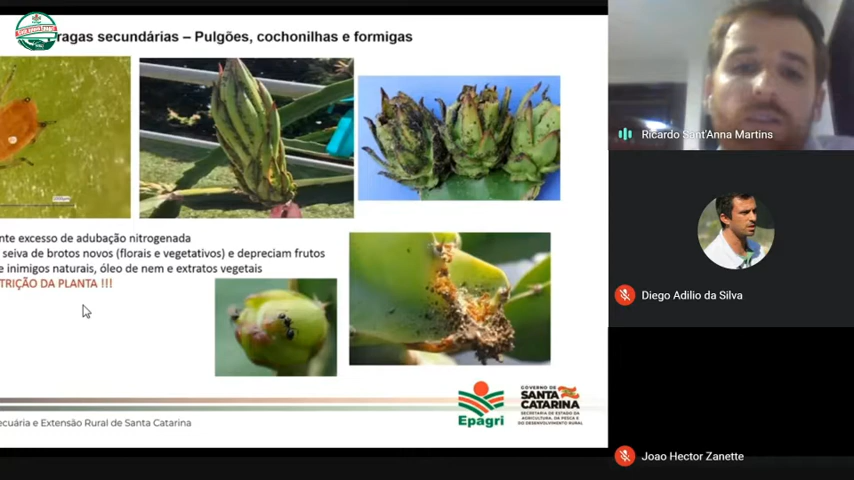 ragas secundárias – Pulgões, cochonilhas e formigas
nte excesso de adubação nitrogenada
seiva de brotos novos (florais e vegetativos) e depreciam frutos
e inimigos naturais, óleo de nem e extratos vegetais
TRIÇÃO DA PLANTA !!!
Epagri
GOVERNO DE
SANTA
CATARINA
SECRETARIA DE ESTADO DA
AGRICULTURA, DA PESCA E
DO DESENVOLVIMENTO RURAL
ecuária e Extensão Rural de Santa Catarina
Ricardo Sant'Anna Martins
Diego Adilio da Silva
Joao Hector Zanette